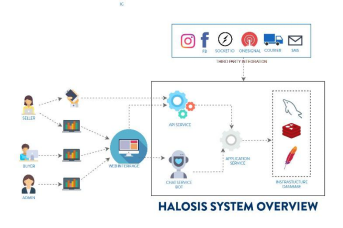 FB
SOCKET IO
ONESIGNAL
COURIER
SMS
THIRD PARTY INTEGRATION
SELLER
BUYER
ADMIN
API SERVICE
CHAT SERVICE
BOT
APPLICATION
SERVICE
INFRASTRUCTURE
DATABASE
HALOSIS SYSTEM OVERVIEW